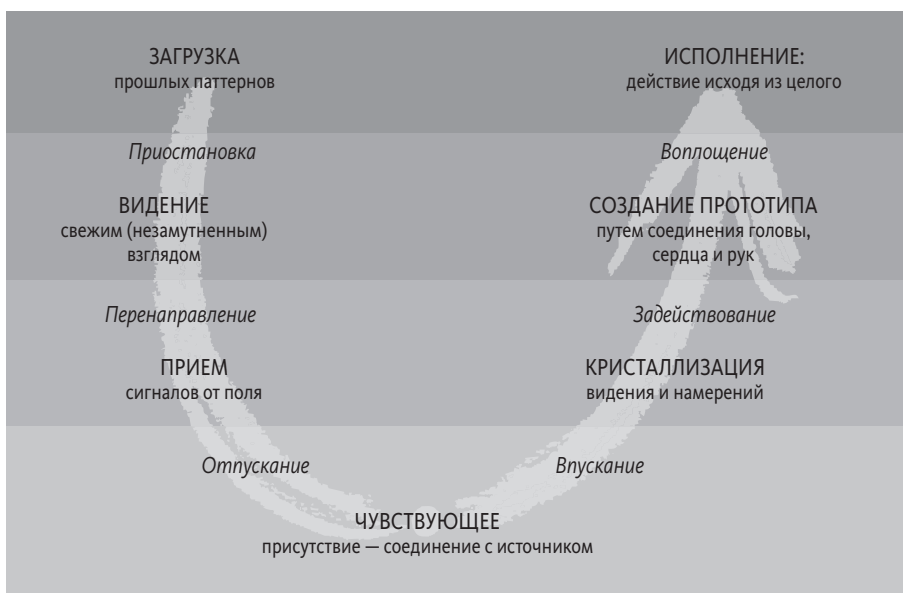 ЗАГРУЗКА
прошлых паттернов
ИСПОЛНЕНИЕ:
действие исходя из целого
Приостановка
Воплощение
ВИДЕНИЕ
свежим (незамутненным)
взглядом
СОЗДАНИЕ ПРОТОТИПА
путем соединения головы,
сердца и рук
Перенаправление
Задействование
ПРИЕМ
сигналов от поля
КРИСТАЛЛИЗАЦИЯ
видения и намерений
Отпускание
Впускание
ЧУВСТВУЮЩЕЕ
присутствие — соединение с источником